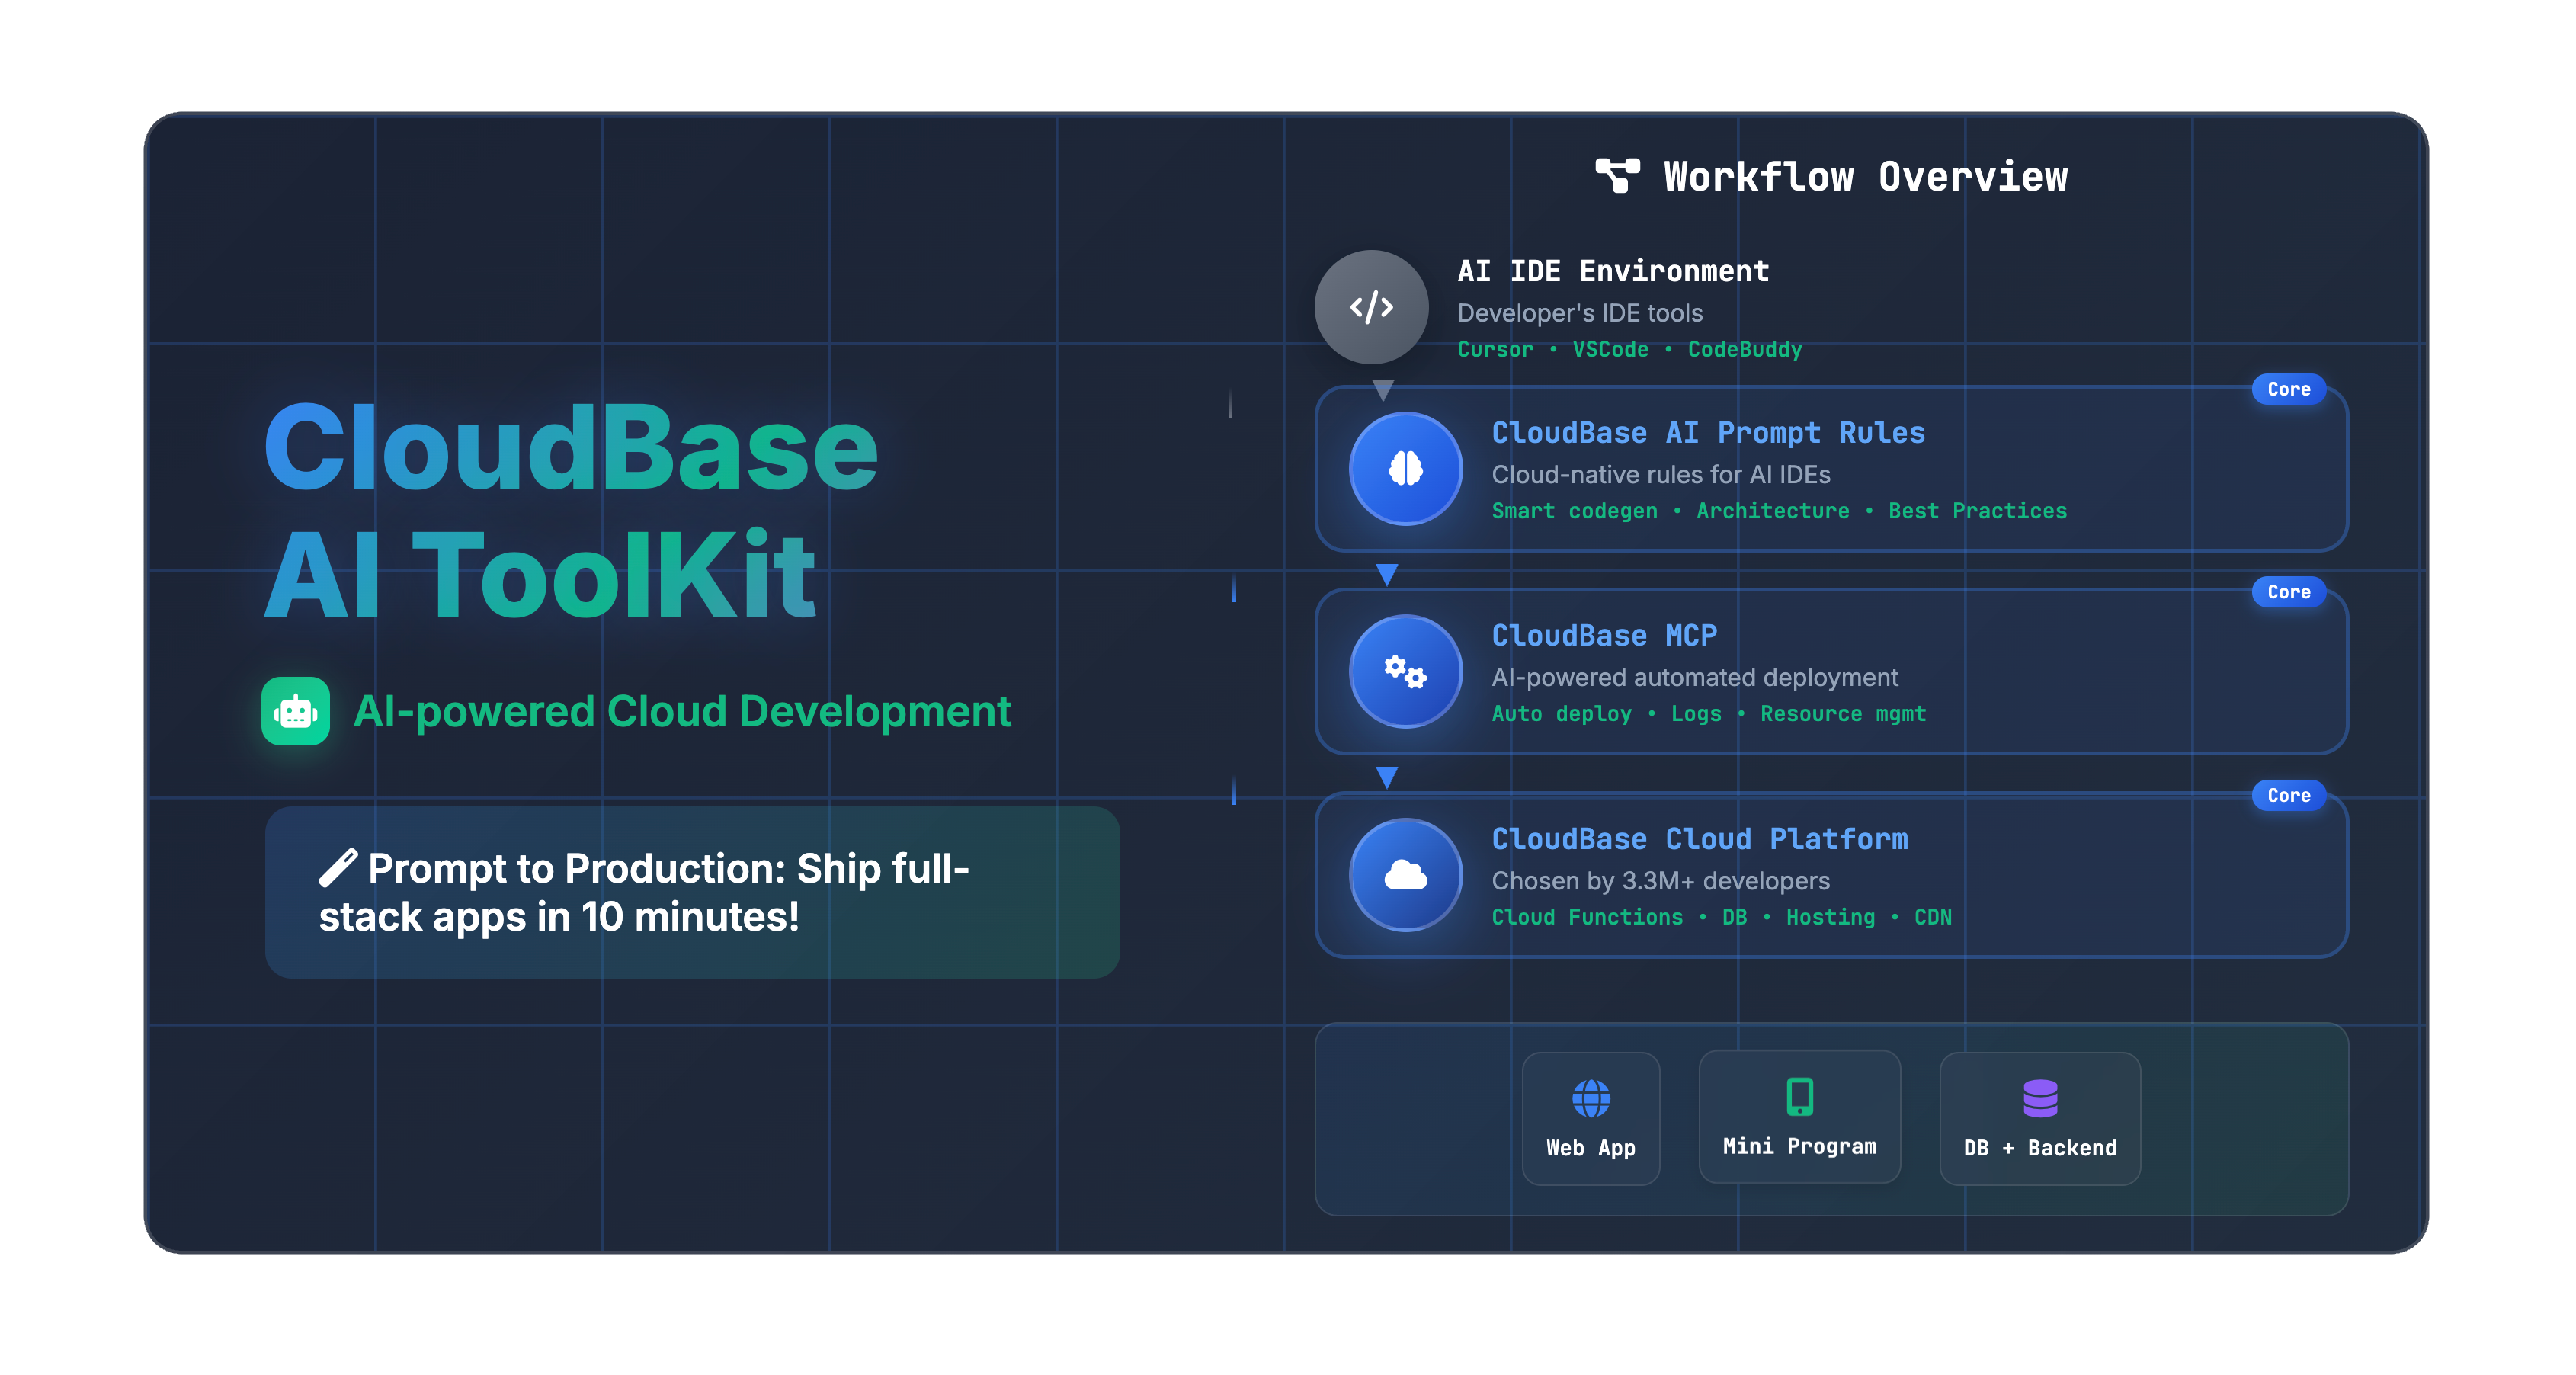 CloudBase
AI ToolKit
AI-powered Cloud Development
Prompt to Production: Ship full-
stack apps in 10 minutes!
Workflow Overview
AI IDE Environment
Developer's IDE tools
Cursor • VSCode • CodeBuddy
Core
CloudBase AI Prompt Rules
Cloud-native rules for AI IDEs
Smart codegen • Architecture • Best Practices
Core
CloudBase MCP
AI-powered automated deployment
Auto deploy • Logs • Resource mgmt
Core
CloudBase Cloud Platform
Chosen by 3.3M+ developers
Cloud Functions • DB • Hosting • CDN
Web App
Mini Program
DB + Backend